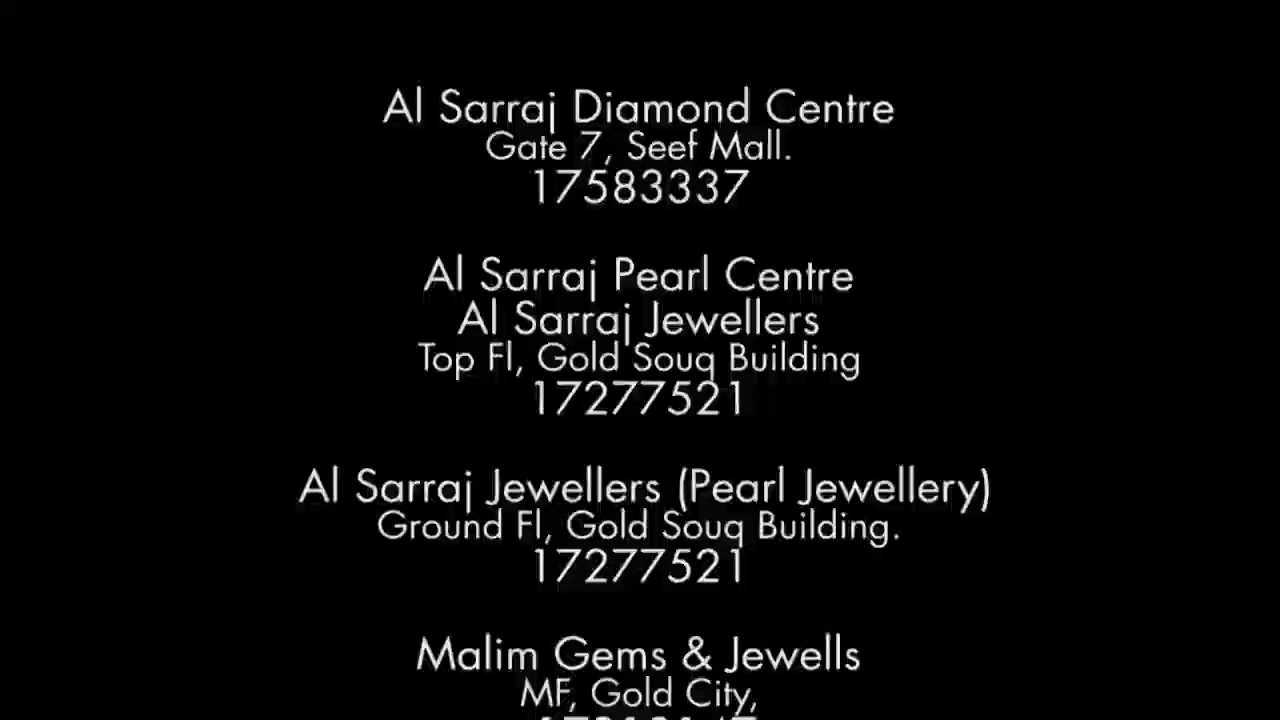 Al Sarraj Diamond Centre
Gate 7, Seef Mall.
17583337
Al Sarraj Pearl Centre
Al Sarraj Jewellers
Top Fl, Gold Souq Building
17277521
Al Sarraj Jewellers (Pearl Jewellery)
Ground Fl, Gold Souq Building.
17277521
Malim Gems & Jewells
MF, Gold City,